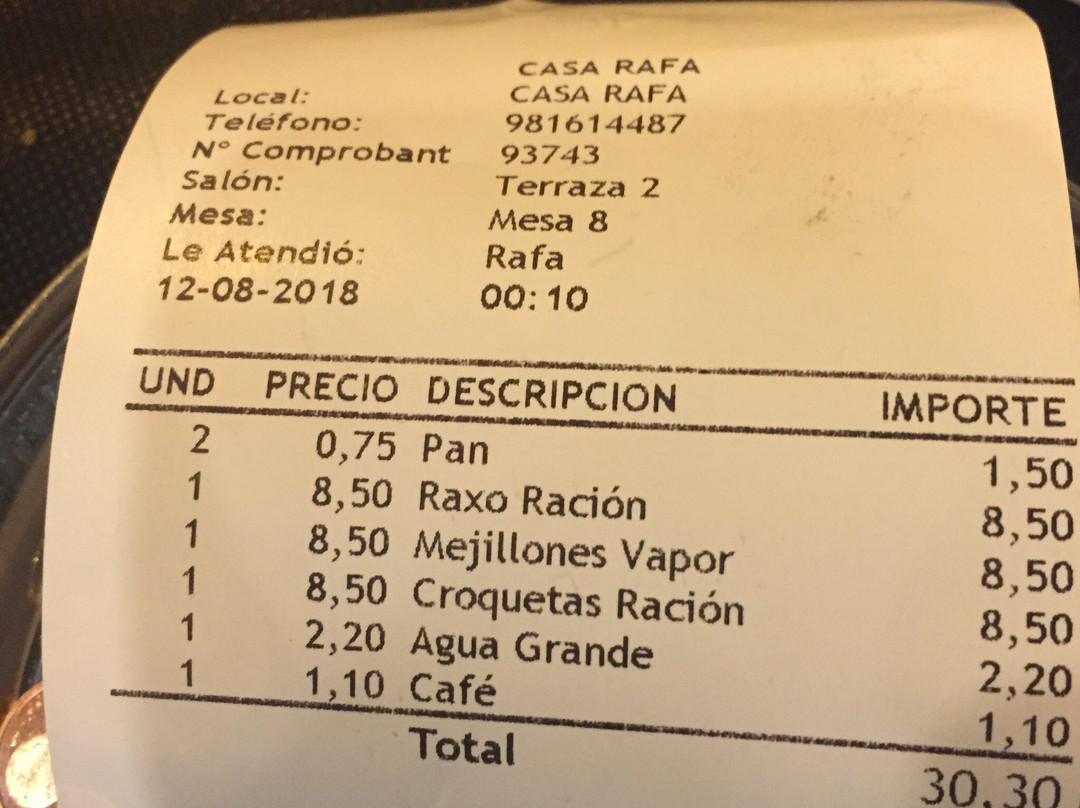 CASA RAFA
Local: CASA RAFA
Teléfono: 981614487
Nº Comprobant 93743
Salón: Terraza 2
Mesa: Mesa 8
Le Atendió: Rafa
12-08-2018 00:10
UND PRECIO DESCRIPCION IMPORTE
2 0,75 Pan 1,50
1 8,50 Raxo Ración 8,50
1 8,50 Mejillones Vapor 8,50
1 8,50 Croquetas Ración 8,50
1 2,20 Agua Grande 2,20
1 1,10 Café 1,10
Total 30,30